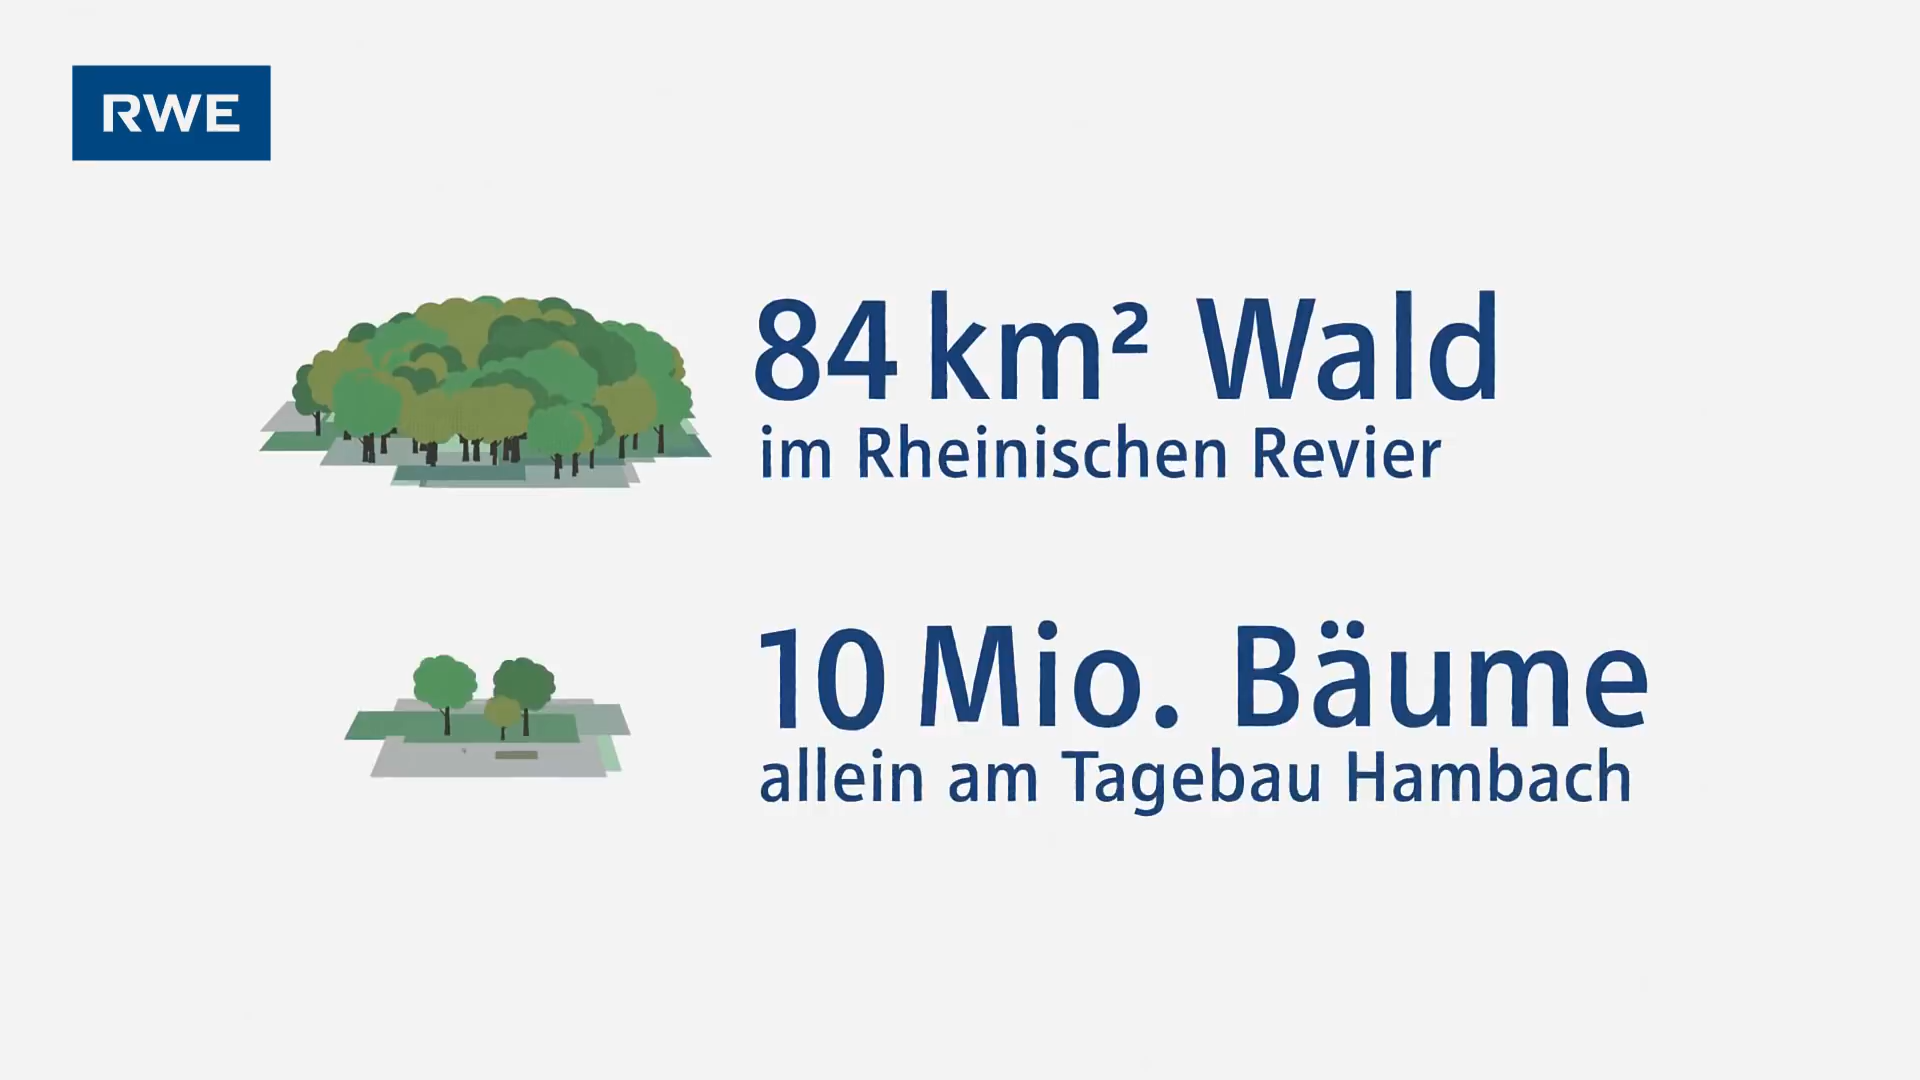 RWE
84 km² Wald
im Rheinischen Revier
10 Mio. Bäume
allein am Tagebau Hambach